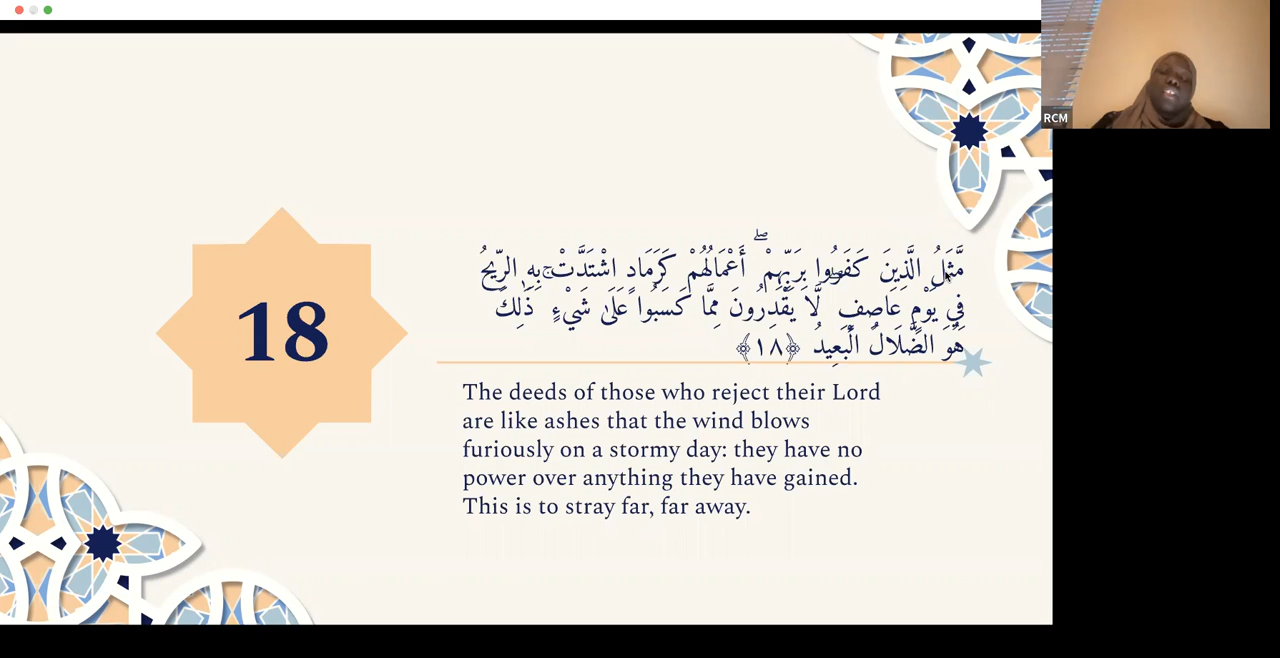 RCM
18
مَّثَلُ الَّذِينَ كَفَرُوا بِرَبِّهِمْ ۖ أَعْمَالُهُمْ كَرَمَادٍ اشْتَدَّتْ بِهِ الرِّيحُ
فِي يَوْمٍ عَاصِفٍ ۖ لَّا يَقْدِرُونَ مِمَّا كَسَبُوا عَلَىٰ شَيْءٍ ۚ ذَٰلِكَ
هُوَ الضَّلَالُ الْبَعِيدُ ﴿١٨﴾
The deeds of those who reject their Lord
are like ashes that the wind blows
furiously on a stormy day: they have no
power over anything they have gained.
This is to stray far, far away.